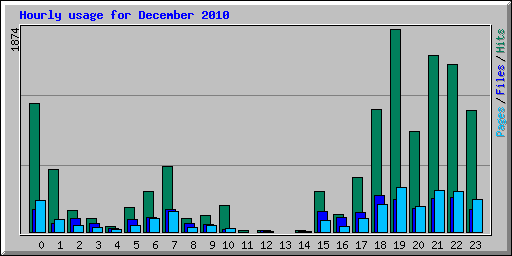 Hourly usage for December 2010
1874
Pages / Files / Hits
0 1 2 3 4 5 6 7 8 9 10 11 12 13 14 15 16 17 18 19 20 21 22 23